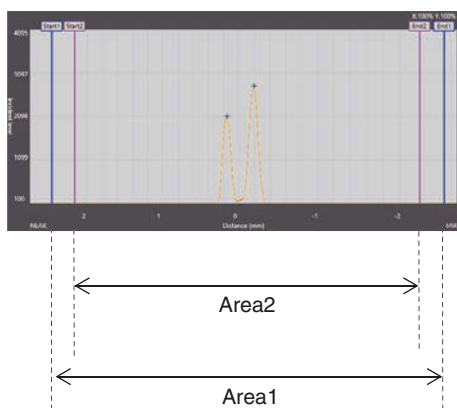 X:100% Y:100%
Start1 Start2 End2 End1
4095
3097
2098
1099
100
2 1 0 -1 -2
Distance (mm)
Area2
Area1